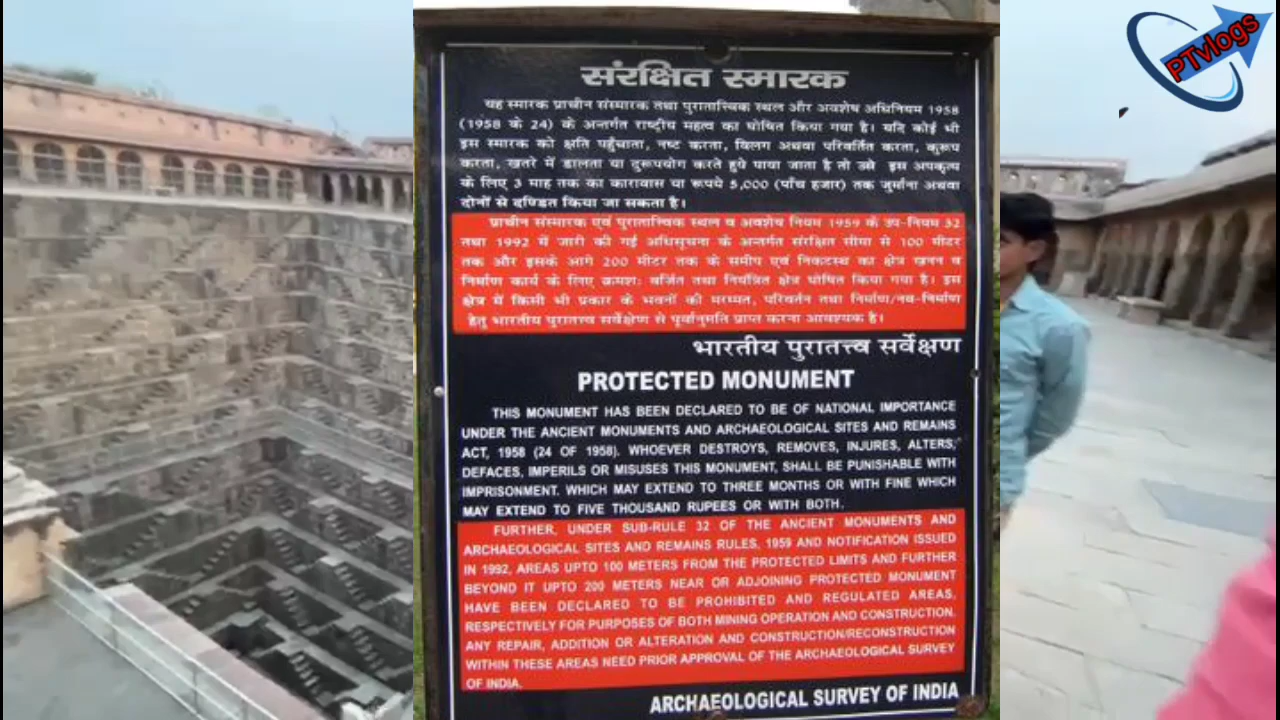 PTvlogs
संरक्षित स्मारक
यह स्मारक प्राचीन संस्मारक तथा पुरातात्विक स्थल और अवशेष अधिनियम 1958
(1958 के 24) के अन्तर्गत राष्ट्रीय महत्व का घोषित किया गया है। यदि कोई भी
इस स्मारक को क्षति पहुँचाता, नष्ट करता, विलग अथवा परिवर्तित करता, कुरूप
करता, खतरे में डालता या दुरूपयोग करते हुये पाया जाता है तो उसे इस अपकृत्य
के लिए 3 माह तक का कारावास या रूपये 5,000 (पाँच हजार) तक जुर्माना अथवा
दोनों से दण्डित किया जा सकता है।
प्राचीन संस्मारक एवं पुरातात्त्विक स्थल व अवशेष नियम 1959 के उप-नियम 32
तथा 1992 में जारी की गई अधिसूचना के अन्तर्गत संरक्षित सीमा से 100 मीटर
तक और इसके आगे 200 मीटर तक के समीप एवं निकटस्थ का क्षेत्र खनन व
निर्माण कार्य के लिए क्रमशः वर्जित तथा नियंत्रित क्षेत्र घोषित किया गया है। इस
क्षेत्र में किसी भी प्रकार के भवनों की मरम्मत, परिवर्तन तथा निर्माण/नव-निर्माण
हेतु भारतीय पुरातत्व सर्वेक्षण से पूर्वानुमति प्राप्त करना आवश्यक है।
भारतीय पुरातत्त्व सर्वेक्षण
PROTECTED MONUMENT
THIS MONUMENT HAS BEEN DECLARED TO BE OF NATIONAL IMPORTANCE
UNDER THE ANCIENT MONUMENTS AND ARCHAEOLOGICAL SITES AND REMAINS
ACT, 1958 (24 OF 1958). WHOEVER DESTROYS, REMOVES, INJURES, ALTERS,
DEFACES, IMPERILS OR MISUSES THIS MONUMENT, SHALL BE PUNISHABLE WITH
IMPRISONMENT, WHICH MAY EXTEND TO THREE MONTHS OR WITH FINE WHICH
MAY EXTEND TO FIVE THOUSAND RUPEES OR WITH BOTH.
FURTHER, UNDER SUB-RULE 32 OF THE ANCIENT MONUMENTS AND
ARCHAEOLOGICAL SITES AND REMAINS RULES, 1959 AND NOTIFICATION ISSUED
IN 1992, AREAS UPTO 100 METERS FROM THE PROTECTED LIMITS AND FURTHER
BEYOND IT UPTO 200 METERS NEAR OR ADJOINING PROTECTED MONUMENT
HAVE BEEN DECLARED TO BE PROHIBITED AND REGULATED AREAS,
RESPECTIVELY FOR PURPOSES OF BOTH MINING OPERATION AND CONSTRUCTION.
ANY REPAIR, ADDITION OR ALTERATION AND CONSTRUCTION/RECONSTRUCTION
WITHIN THESE AREAS NEED PRIOR APPROVAL OF THE ARCHAEOLOGICAL SURVEY
OF INDIA.
ARCHAEOLOGICAL SURVEY OF INDIA